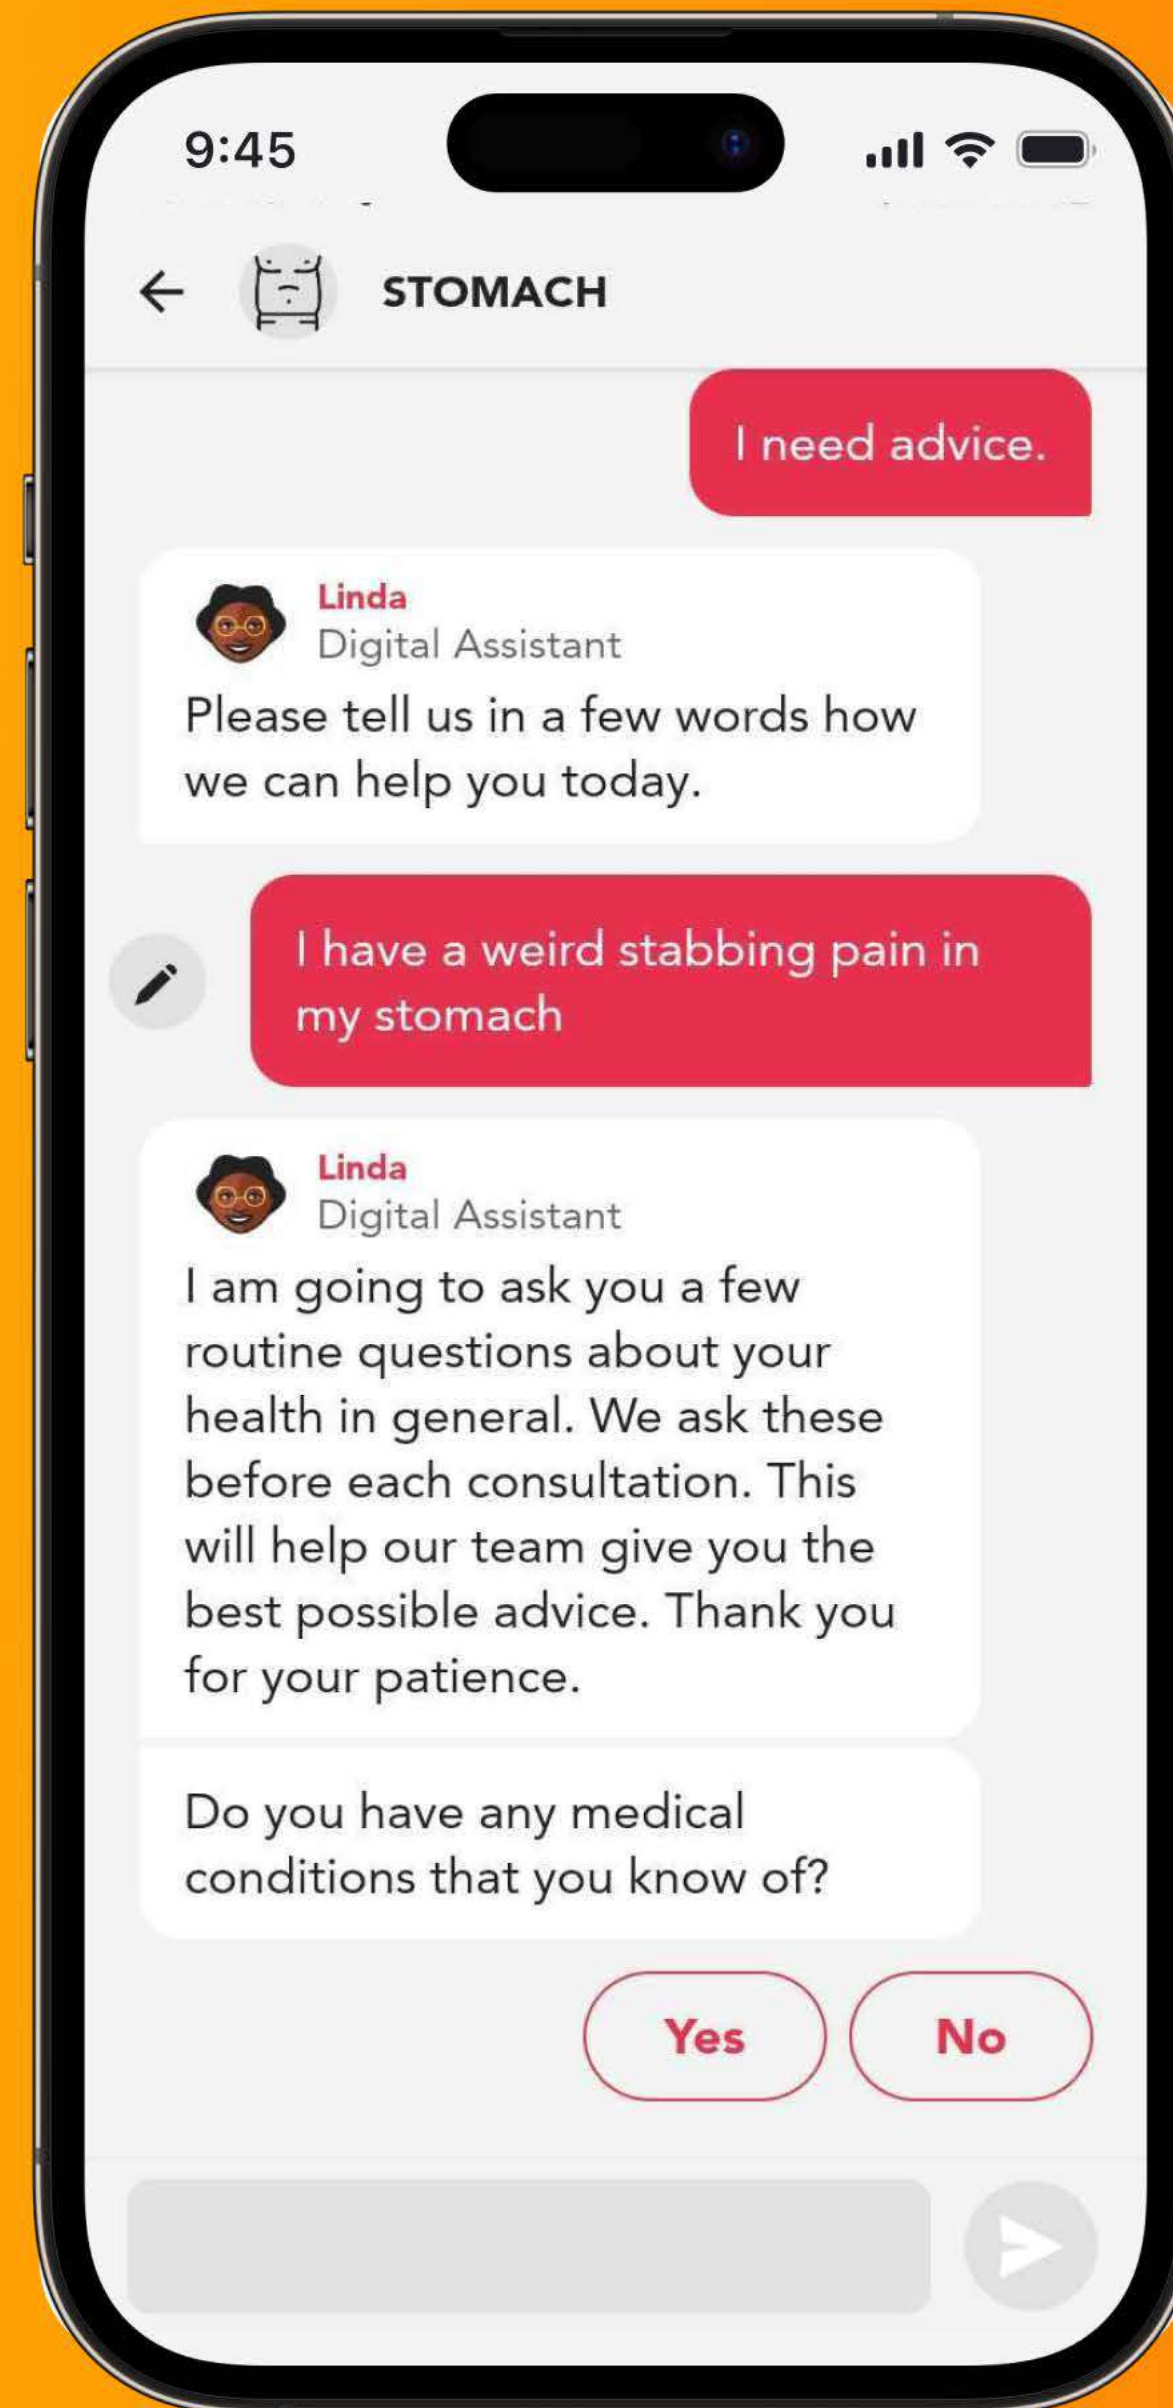 9:45
STOMACH
I need advice.
Linda
Digital Assistant
Please tell us in a few words how
we can help you today.
I have a weird stabbing pain in
my stomach
Linda
Digital Assistant
I am going to ask you a few
routine questions about your
health in general. We ask these
before each consultation. This
will help our team give you the
best possible advice. Thank you
for your patience.
Do you have any medical
conditions that you know of?
Yes
No